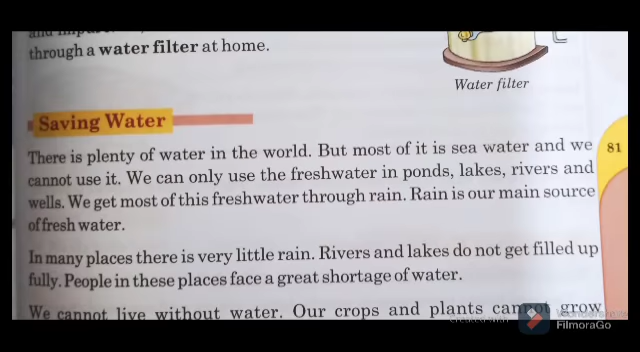 through a water filter at home.
Water filter
Saving Water
There is plenty of water in the world. But most of it is sea water and we
81
cannot use it. We can only use the freshwater in ponds, lakes, rivers and
wells. We get most of this freshwater through rain. Rain is our main source
of fresh water.
In many places there is very little rain. Rivers and lakes do not get filled up
fully. People in these places face a great shortage of water.
We cannot live without water. Our crops and plants cannot grow
Created with
FilmoraGo